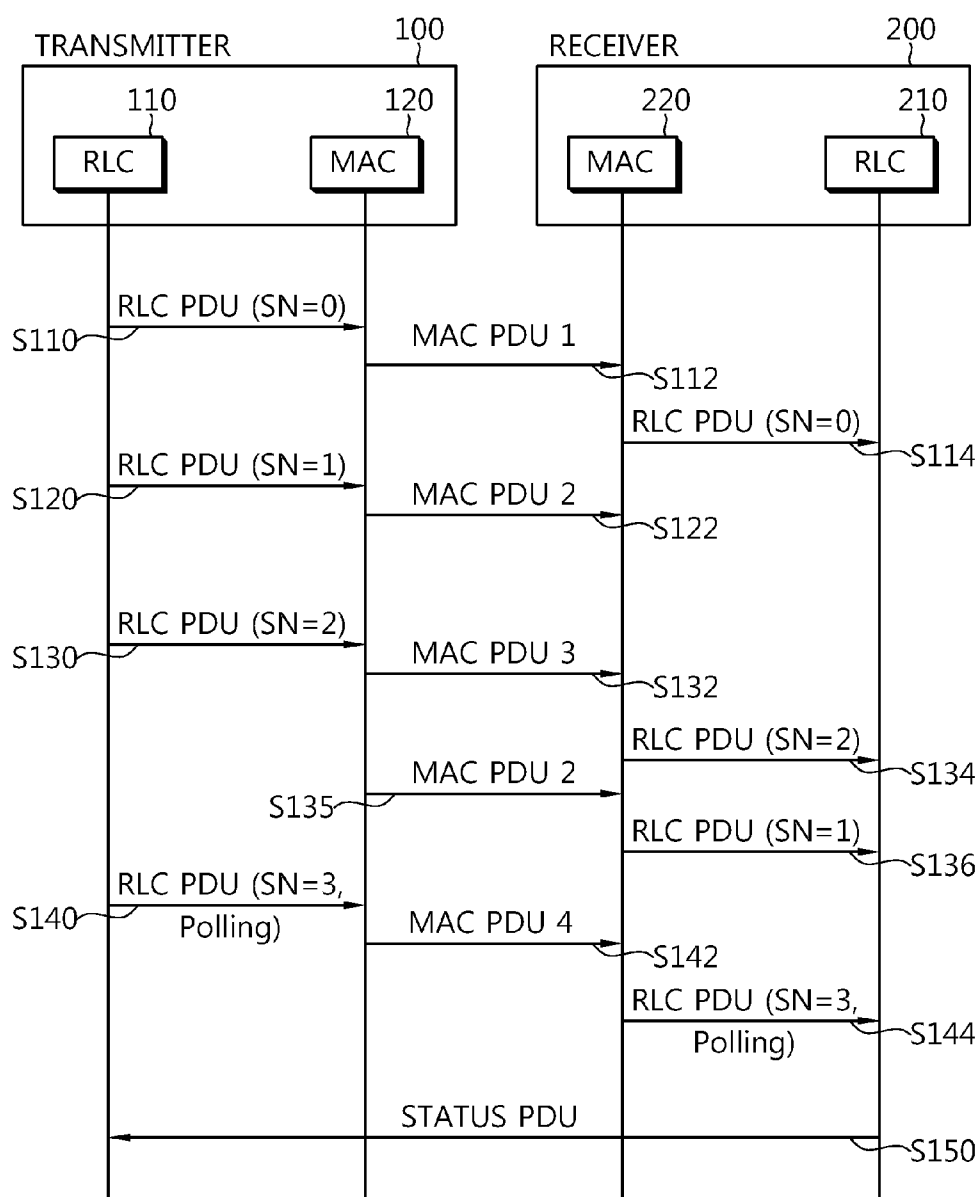 TRANSMITTER
100
RECEIVER
200
110
120
220
210
RLC
MAC
MAC
RLC
RLC PDU (SN=0)
S110
MAC PDU 1
S112
RLC PDU (SN=0)
S114
RLC PDU (SN=1)
S120
MAC PDU 2
S122
RLC PDU (SN=2)
S130
MAC PDU 3
S132
RLC PDU (SN=2)
S134
MAC PDU 2
S135
RLC PDU (SN=1)
S136
RLC PDU (SN=3,
Polling)
S140
MAC PDU 4
S142
RLC PDU (SN=3,
Polling)
S144
STATUS PDU
S150